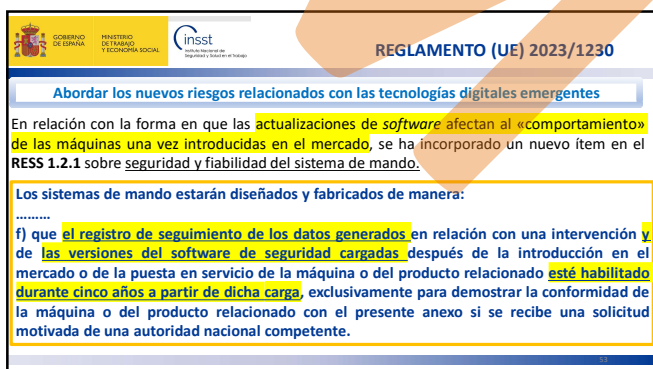 GOBIERNO
DE ESPAÑA
MINISTERIO
DE TRABAJO
Y ECONOMÍA SOCIAL
insst
Instituto Nacional de
Seguridad y Salud en el Trabajo
REGLAMENTO (UE) 2023/1230
Abordar los nuevos riesgos relacionados con las tecnologías digitales emergentes
En relación con la forma en que las actualizaciones de software afectan al «comportamiento»
de las máquinas una vez introducidas en el mercado, se ha incorporado un nuevo ítem en el
RESS 1.2.1 sobre seguridad y fiabilidad del sistema de mando.
Los sistemas de mando estarán diseñados y fabricados de manera:
.........
f) que el registro de seguimiento de los datos generados en relación con una intervención y
de las versiones del software de seguridad cargadas después de la introducción en el
mercado o de la puesta en servicio de la máquina o del producto relacionado esté habilitado
durante cinco años a partir de dicha carga, exclusivamente para demostrar la conformidad de
la máquina o del producto relacionado con el presente anexo si se recibe una solicitud
motivada de una autoridad nacional competente.
53